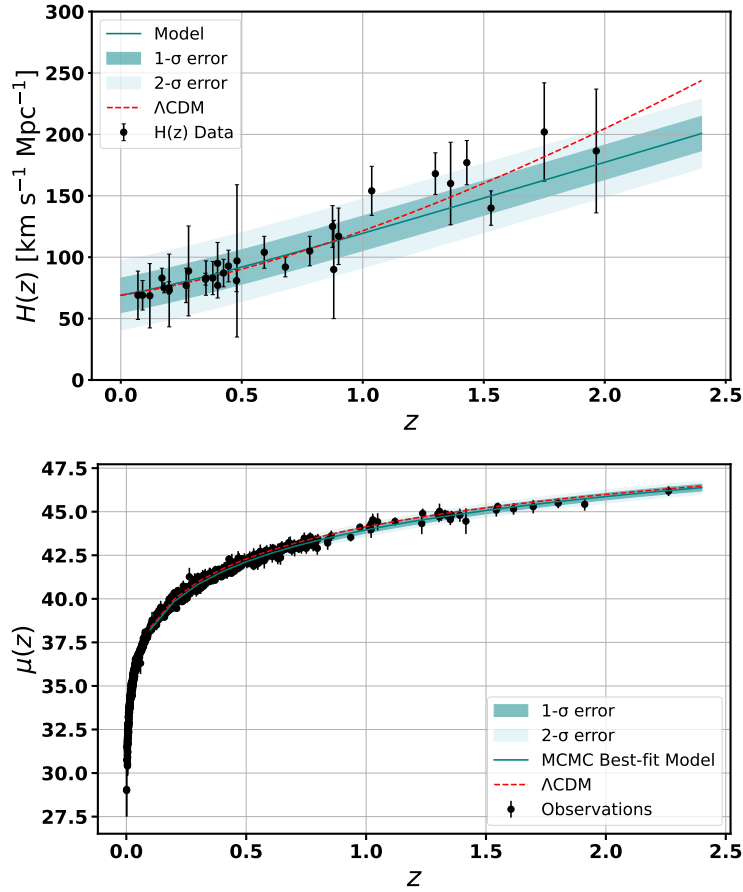 300
250
200
150
100
50
0
H(z) [km s⁻¹ Mpc⁻¹]
Model
1-σ error
2-σ error
ΛCDM
H(z) Data
0.0 0.5 1.0 1.5 2.0 2.5
z
47.5
45.0
42.5
40.0
37.5
35.0
32.5
30.0
27.5
μ(z)
1-σ error
2-σ error
MCMC Best-fit Model
ΛCDM
Observations
0.0 0.5 1.0 1.5 2.0 2.5
z